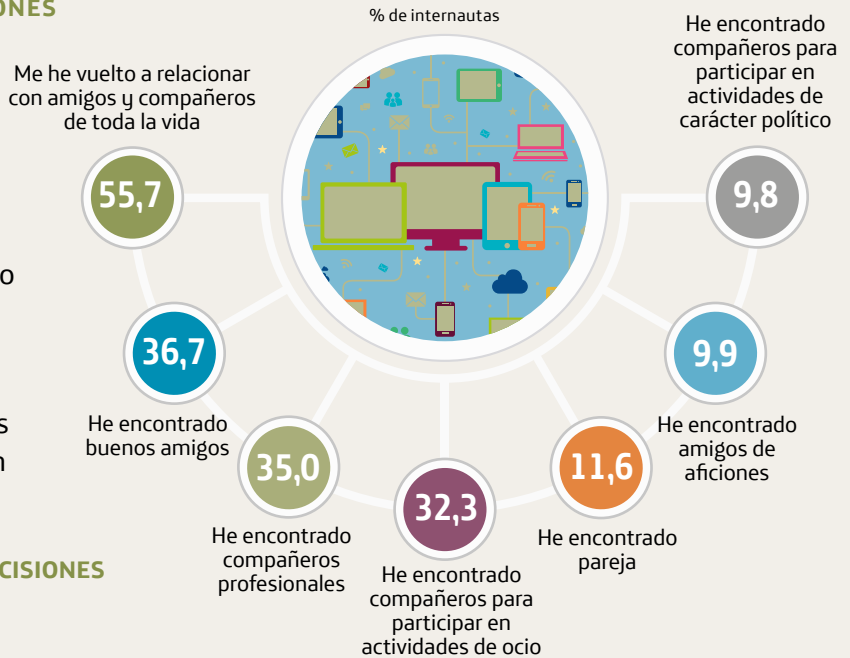 ONES
% de internautas
Me he vuelto a relacionar
con amigos y compañeros
de toda la vida
55,7
He encontrado
compañeros para
participar en
actividades de
carácter político
9,8
o
36,7
He encontrado
buenos amigos
s
n
35,0
He encontrado
compañeros
profesionales
32,3
He encontrado
compañeros para
participar en
actividades de ocio
11,6
He encontrado
pareja
9,9
He encontrado
amigos de
aficiones
CISIONES